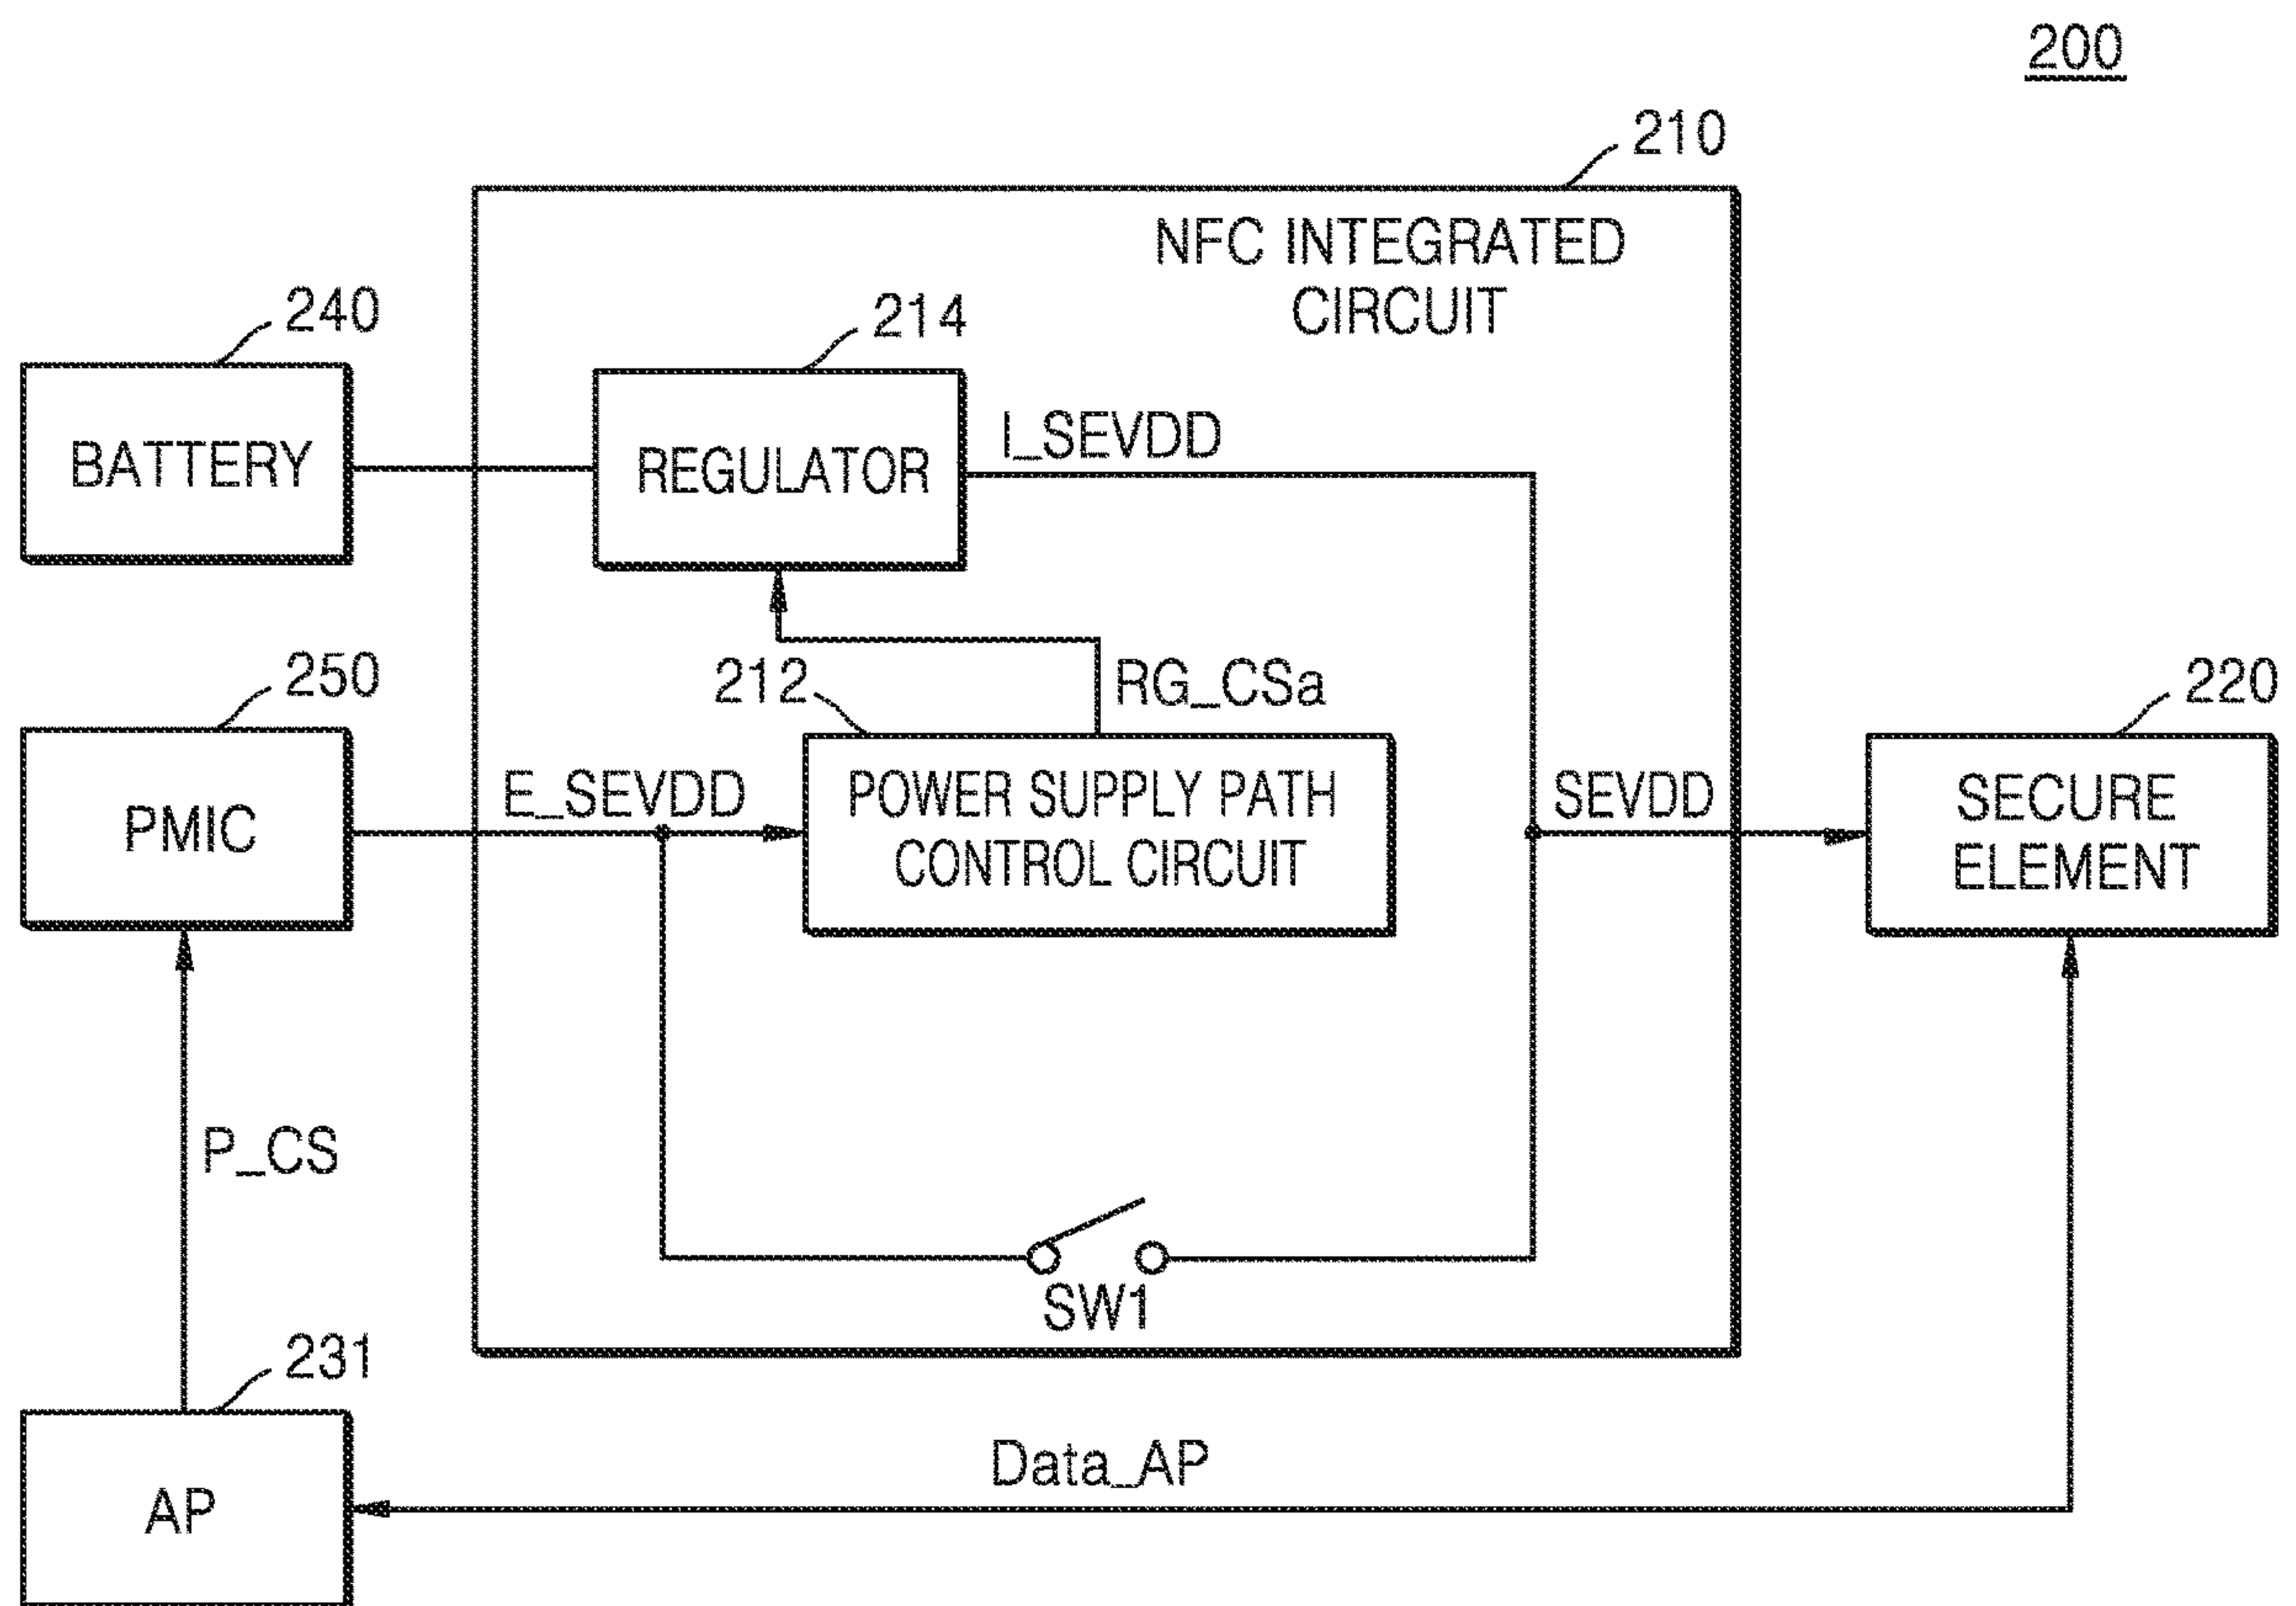 200
210
NFC INTEGRATED
CIRCUIT
240
214
BATTERY
REGULATOR
I_SEVDD
250
212
RG_CSa
220
PMIC
E_SEVDD
POWER SUPPLY PATH
CONTROL CIRCUIT
SEVDD
SECURE
ELEMENT
P_CS
SW1
231
AP
Data_AP